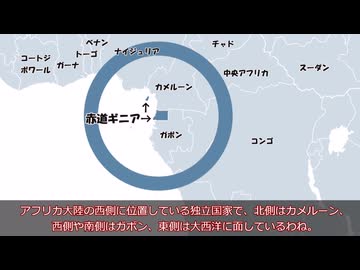 ベナン
ナイジェリア
チャド
コートジ
ボワール
トーゴ
ガーナ
カメルーン
中央アフリカ
スーダン
↑
赤道ギニア→
ガボン
コンゴ
アフリカ大陸の西側に位置している独立国家で、北側はカメルーン、
西側や南側はガボン、東側は大西洋に面しているわね。